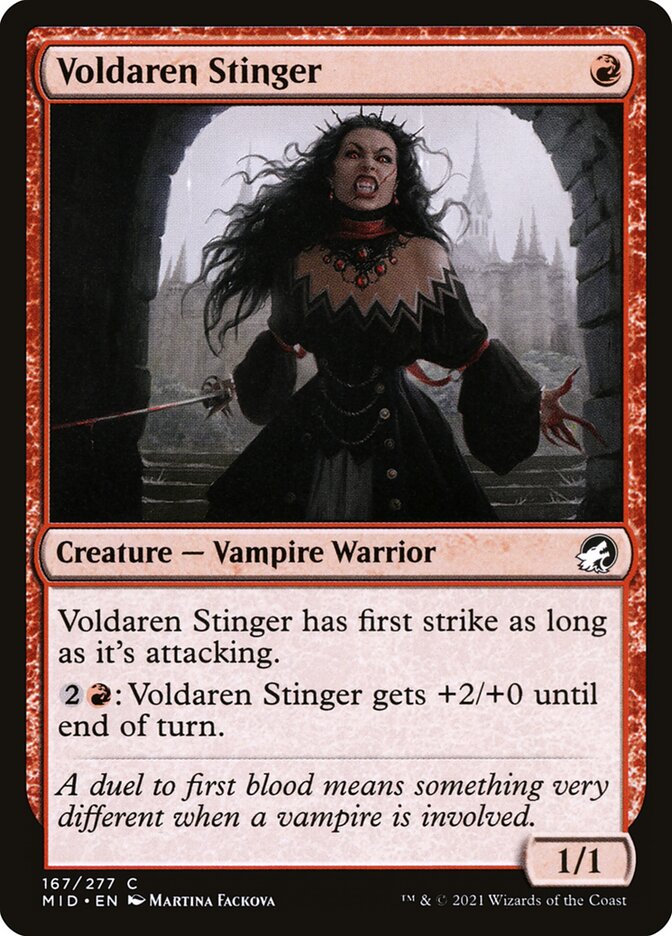 Voldaren Stinger
Creature — Vampire Warrior
Voldaren Stinger has first strike as long
as it's attacking.
2: Voldaren Stinger gets +2/+0 until
end of turn.
A duel to first blood means something very
different when a vampire is involved.
1/1
167/277 C
MID • EN Martina Fackova
™ & © 2021 Wizards of the Coast